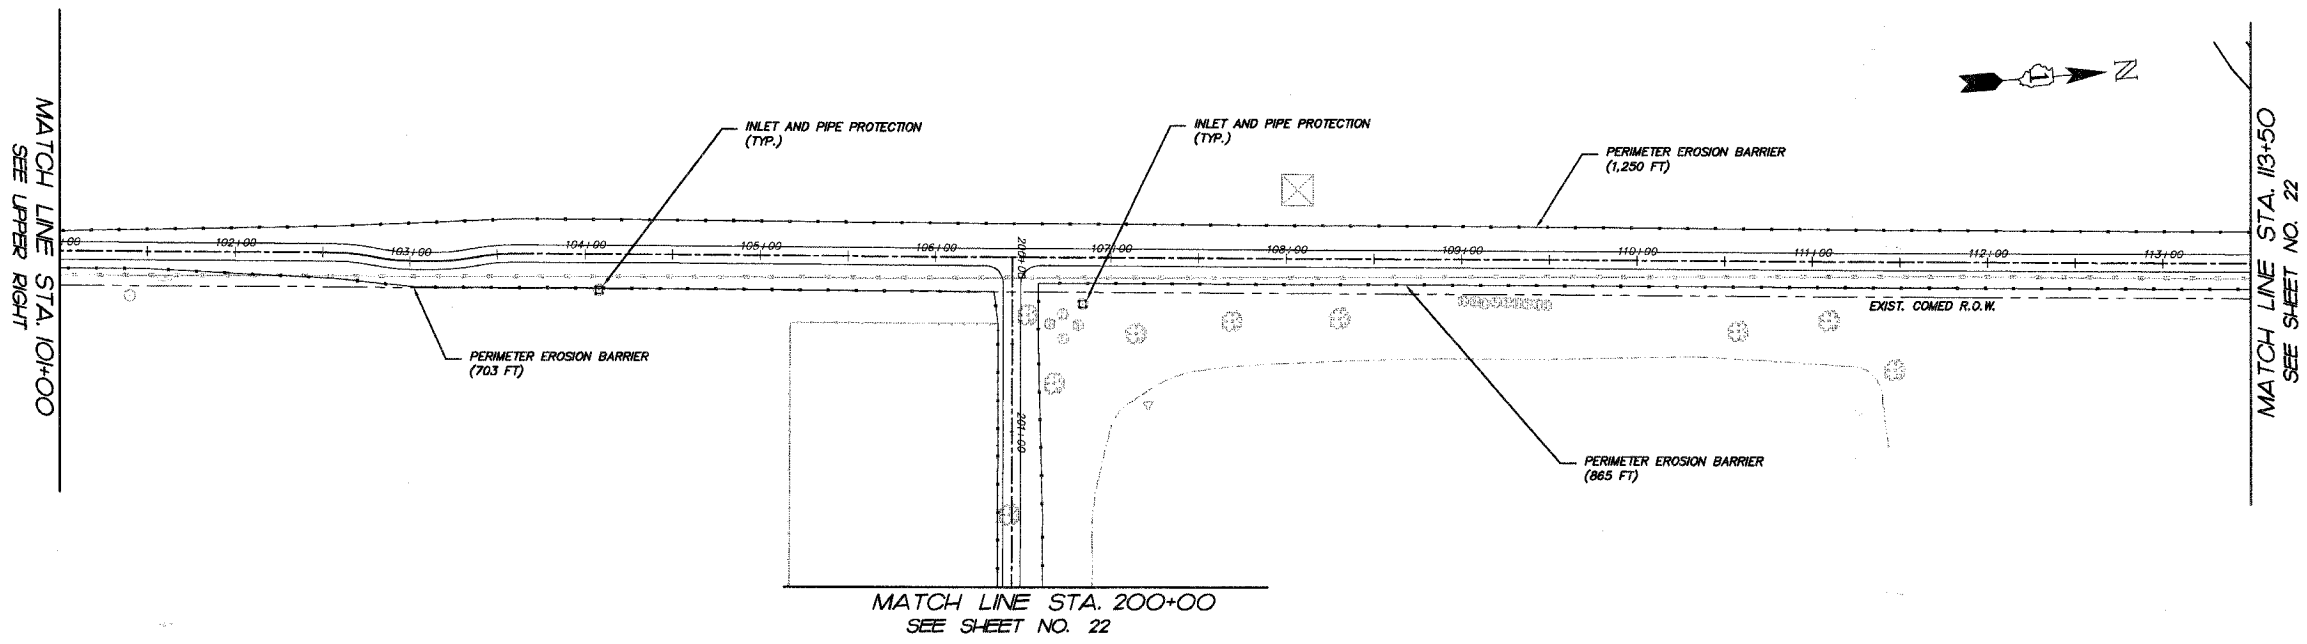 MATCH LINE STA. 101+00
SEE UPPER RIGHT
INLET AND PIPE PROTECTION
(TYP.)
INLET AND PIPE PROTECTION
(TYP.)
PERIMETER EROSION BARRIER
(1,250 FT)
1
N
MATCH LINE STA. 113+50
SEE SHEET NO. 22
+00
102+00
103+00
104+00
105+00
106+00
107+00
108+00
109+00
110+00
111+00
112+00
113+00
201+00
EXIST. COMED R.O.W.
PERIMETER EROSION BARRIER
(703 FT)
PERIMETER EROSION BARRIER
(865 FT)
MATCH LINE STA. 200+00
SEE SHEET NO. 22